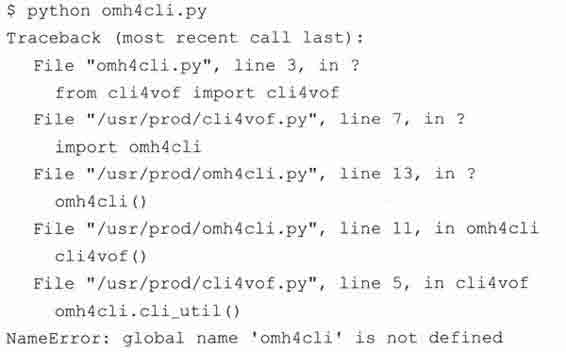 $ python omh4cli.py
Traceback (most recent call last):
File "omh4cli.py", line 3, in ?
from cli4vof import cli4vof
File "/usr/prod/cli4vof.py", line 7, in ?
import omh4cli
File "/usr/prod/omh4cli.py", line 13, in ?
omh4cli()
File "/usr/prod/omh4cli.py", line 11, in omh4cli
cli4vof()
File "/usr/prod/cli4vof.py", line 5, in cli4vof
omh4cli.cli_util()
NameError: global name 'omh4cli' is not defined